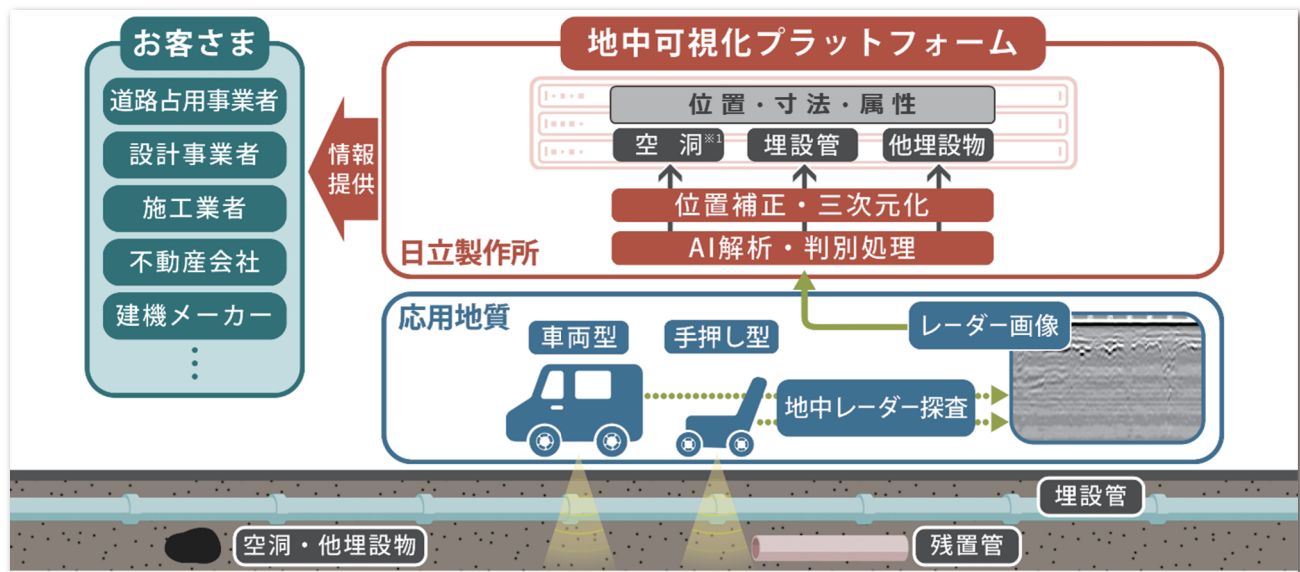 お客さま
道路占用事業者
設計事業者
施工業者
不動産会社
建機メーカー
情報
提供
地中可視化プラットフォーム
位置・寸法・属性
空 洞※1
埋設管
他埋設物
位置補正・三次元化
AI解析・判別処理
日立製作所
応用地質
車両型
手押し型
地中レーダー探査
レーダー画像
埋設管
空洞・他埋設物
残置管